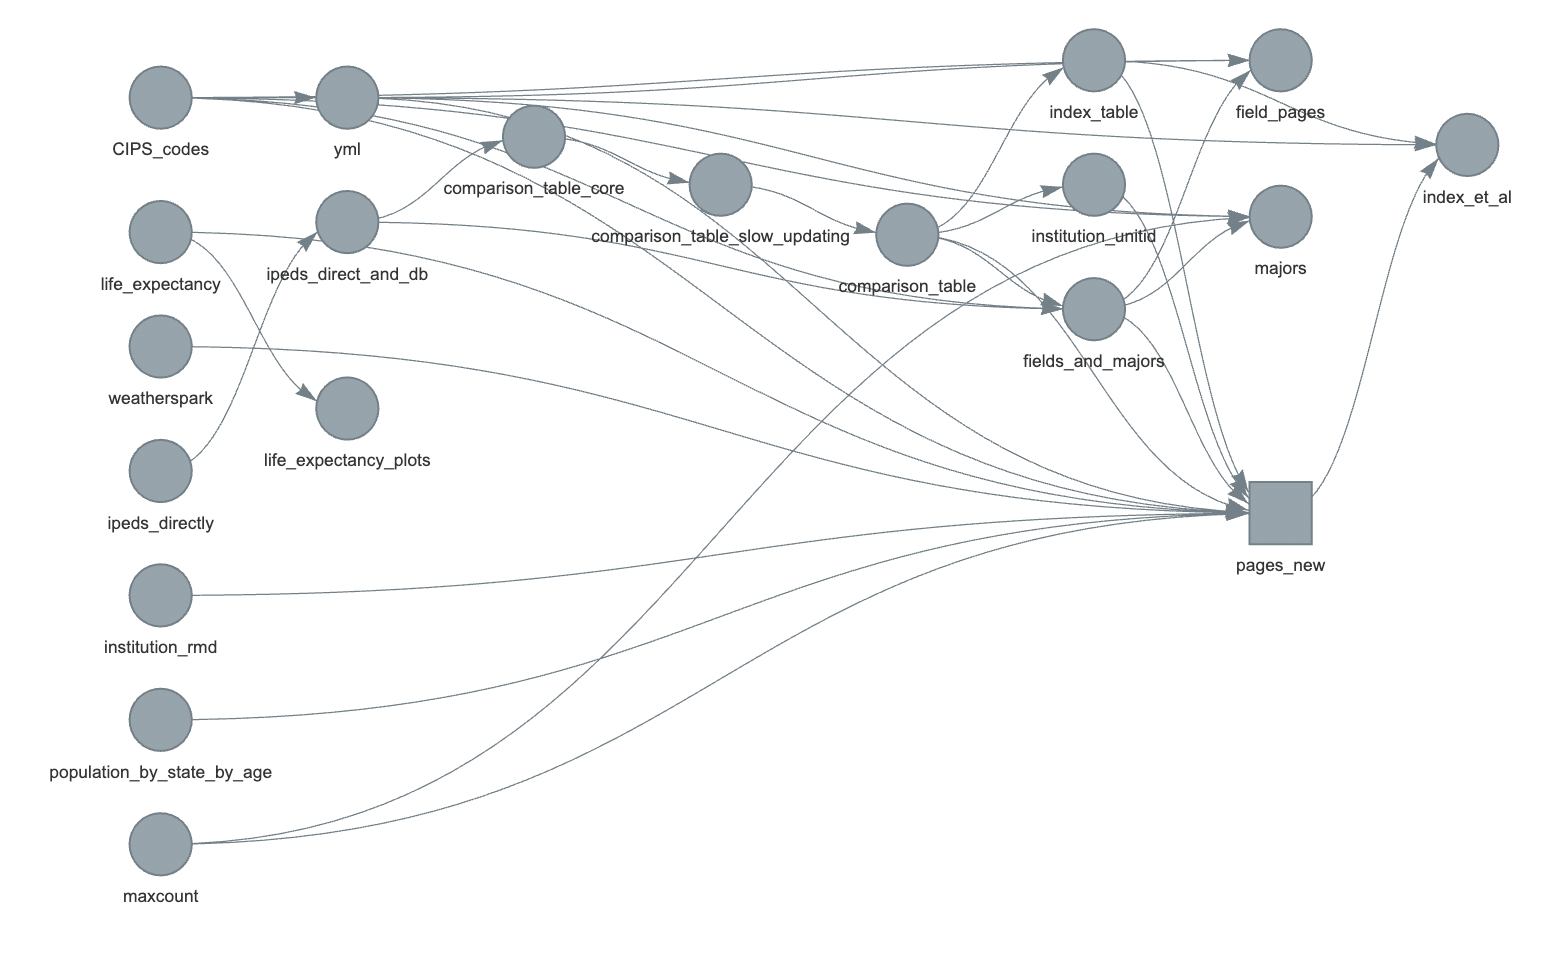 CIPS_codes
yml
index_table
field_pages
comparison_table_core
index_et_al
life_expectancy
ipeds_direct_and_db
comparison_table_slow_updating
institution_unitid
majors
comparison_table
weatherspark
fields_and_majors
life_expectancy_plots
ipeds_directly
pages_new
institution_rmd
population_by_state_by_age
maxcount